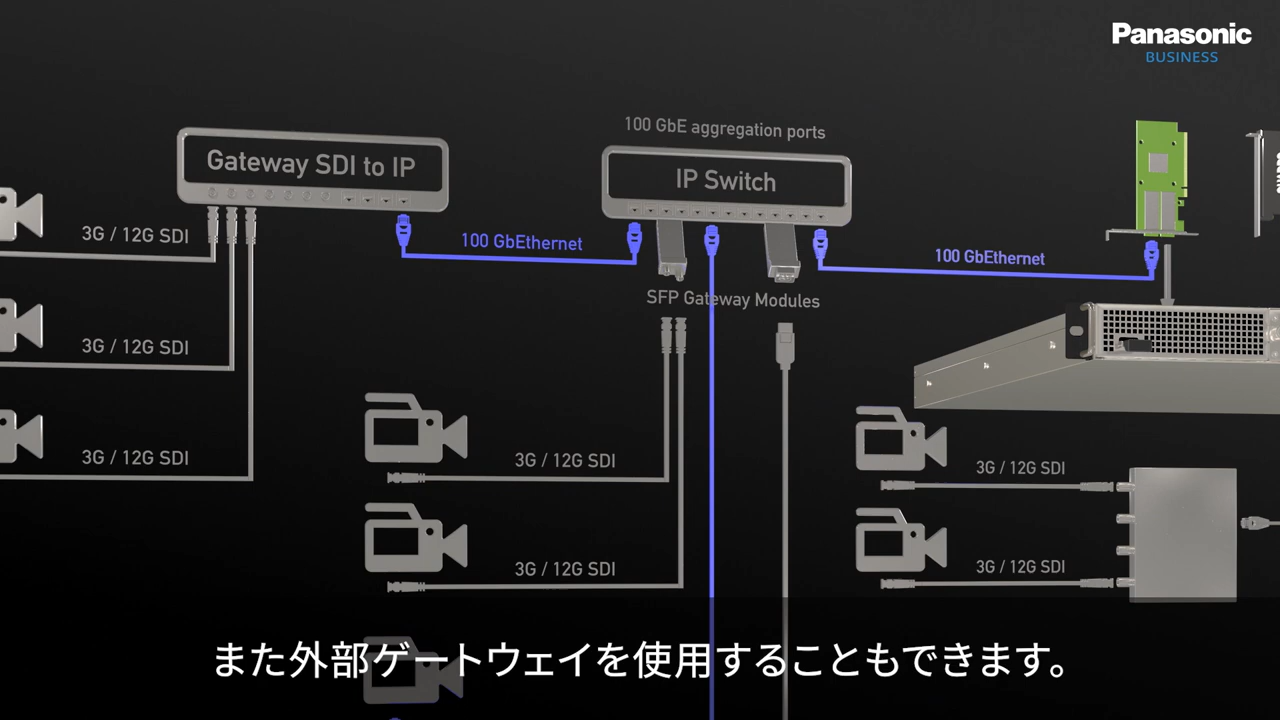 Panasonic
BUSINESS
100 GbE aggregation ports
Gateway SDI to IP
IP Switch
3G / 12G SDI
100 GbEthernet
100 GbEthernet
SFP Gateway Modules
3G / 12G SDI
3G / 12G SDI
3G / 12G SDI
3G / 12G SDI
3G / 12G SDI
3G / 12G SDI
また外部ゲートウェイを使用することもできます。